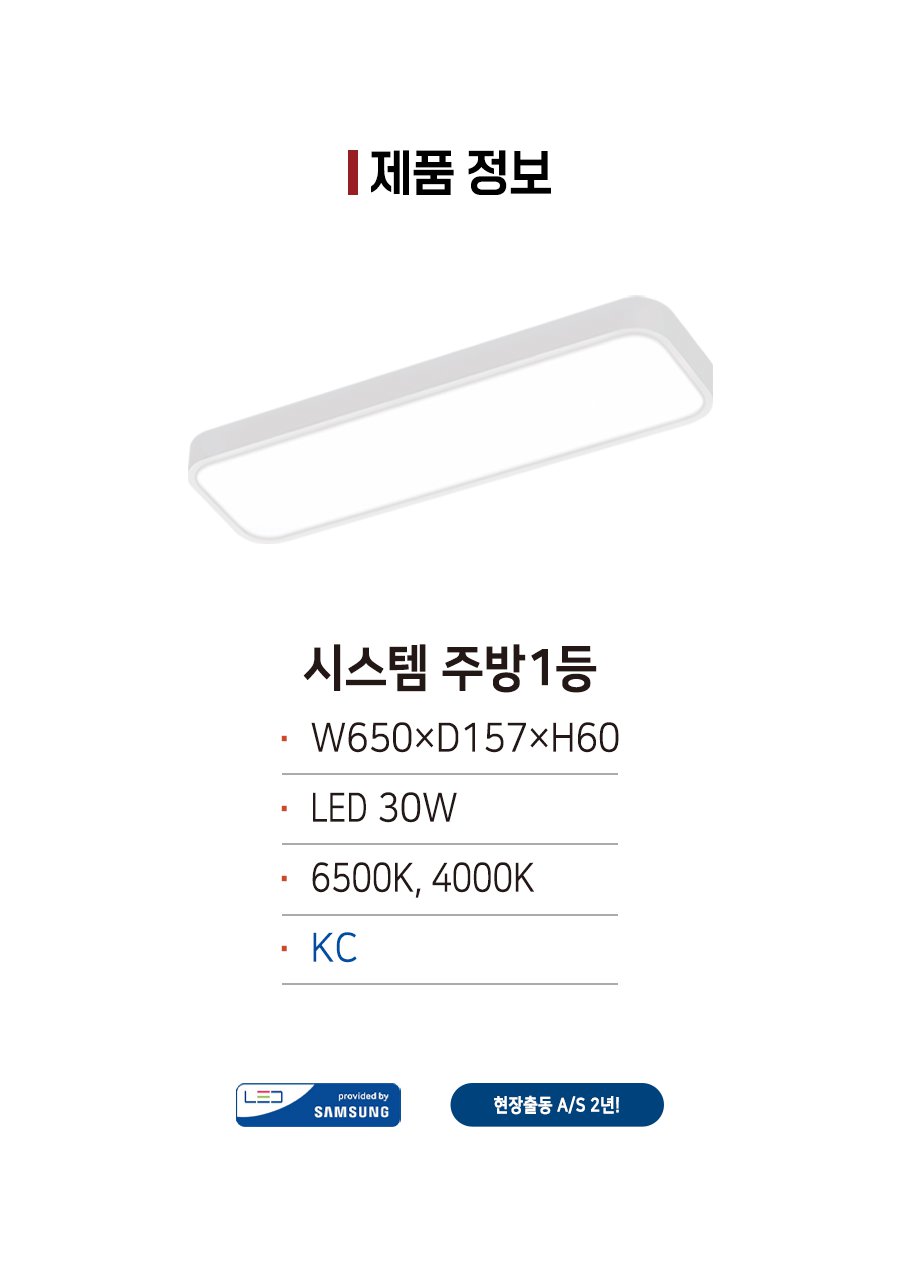 제품 정보
시스템 주방1등
· W650×D157×H60
· LED 30W
· 6500K, 4000K
· KC
LED provided by
SAMSUNG
현장출동 A/S 2년!